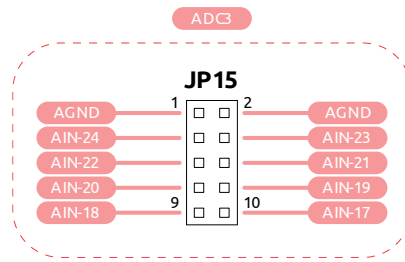 ADC3
JP15
1 2
AGND AGND
AIN-24 AIN-23
AIN-22 AIN-21
AIN-20 AIN-19
9 10
AIN-18 AIN-17